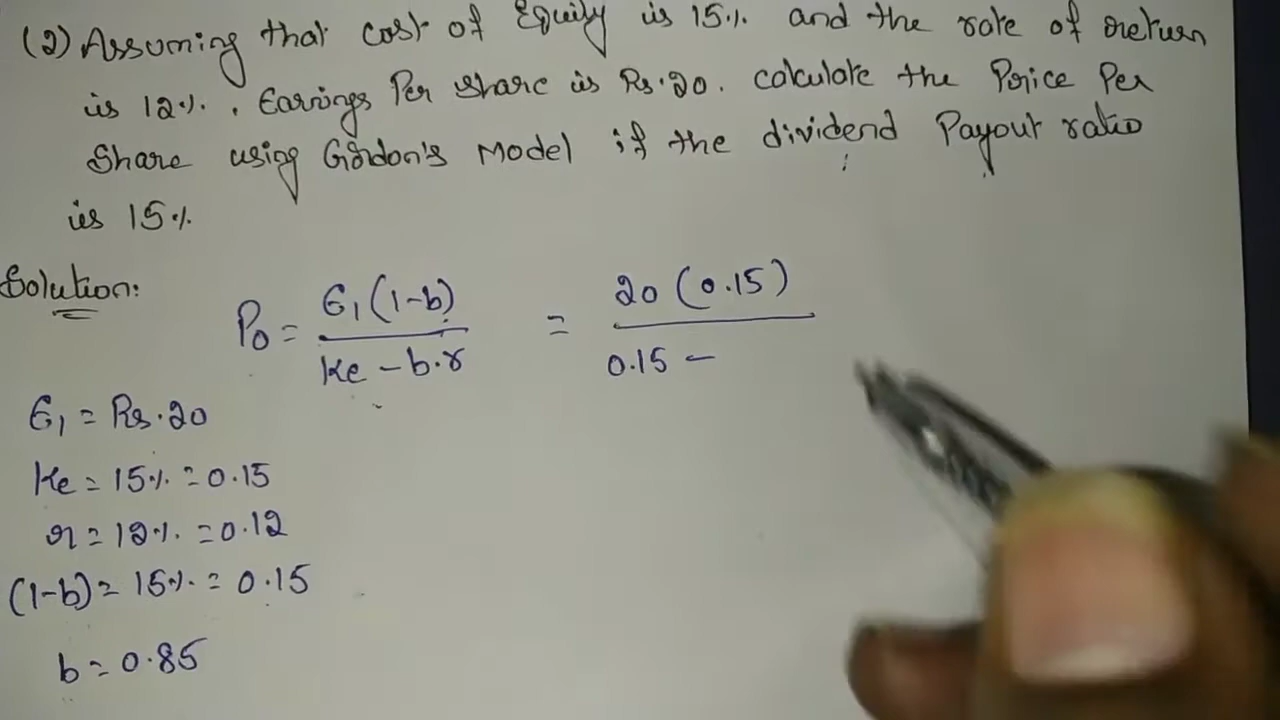 (2) Assuming that cost of Equity is 15% and the rate of return
is 12%. Earnings Per share is Rs.20. calculate the Price Per
Share using Gordon's Model if the dividend Payout ratio
is 15%
Solution:
P0 = E1(1-b) / Ke - b.r = 20 (0.15) / 0.15 -
E1 = Rs.20
Ke = 15% = 0.15
r = 12% = 0.12
(1-b) = 15% = 0.15
b = 0.85